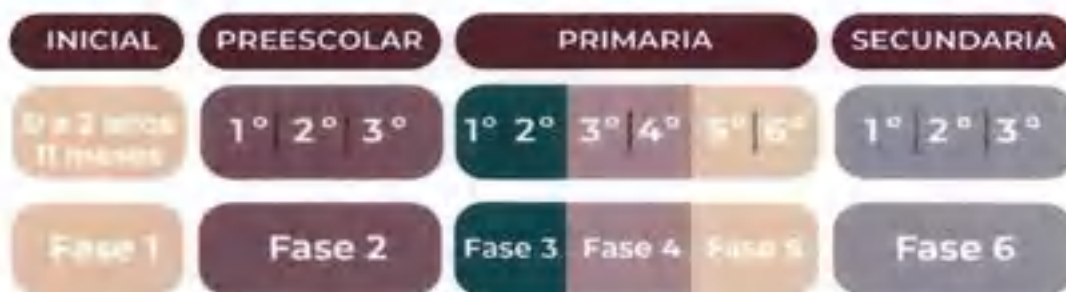 INICIAL PREESCOLAR PRIMARIA SECUNDARIA
0 a 2 años 1° | 2° | 3° 1° 2° 3° | 4° 5° | 6° 1° | 2° | 3°
11 meses
Fase 1 Fase 2 Fase 3 Fase 4 Fase 5 Fase 6